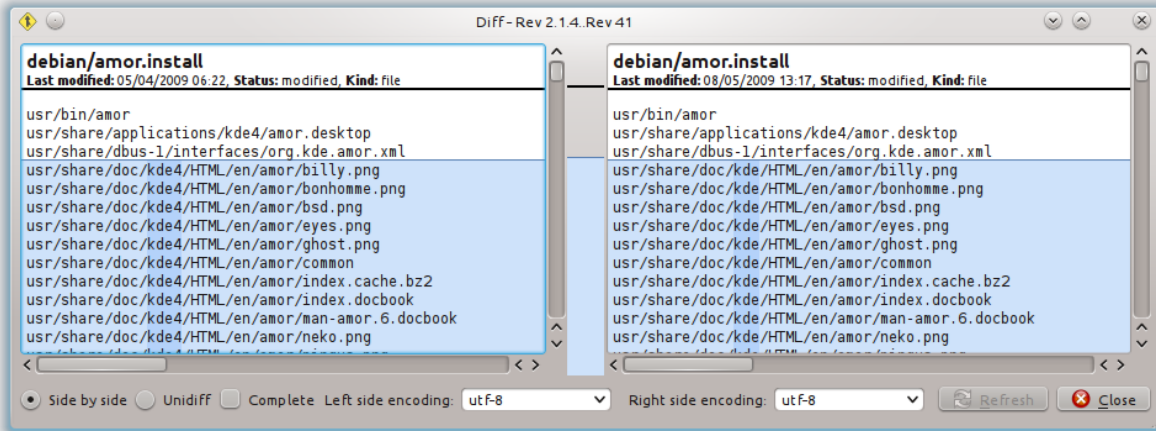 Diff - Rev 2.1.4..Rev 41
debian/amor.install
Last modified: 05/04/2009 06:22, Status: modified, Kind: file
usr/bin/amor
usr/share/applications/kde4/amor.desktop
usr/share/dbus-1/interfaces/org.kde.amor.xml
usr/share/doc/kde4/HTML/en/amor/billy.png
usr/share/doc/kde4/HTML/en/amor/bonhomme.png
usr/share/doc/kde4/HTML/en/amor/bsd.png
usr/share/doc/kde4/HTML/en/amor/eyes.png
usr/share/doc/kde4/HTML/en/amor/ghost.png
usr/share/doc/kde4/HTML/en/amor/common
usr/share/doc/kde4/HTML/en/amor/index.cache.bz2
usr/share/doc/kde4/HTML/en/amor/index.docbook
usr/share/doc/kde4/HTML/en/amor/man-amor.6.docbook
usr/share/doc/kde4/HTML/en/amor/neko.png
debian/amor.install
Last modified: 08/05/2009 13:17, Status: modified, Kind: file
usr/bin/amor
usr/share/applications/kde4/amor.desktop
usr/share/dbus-1/interfaces/org.kde.amor.xml
usr/share/doc/kde/HTML/en/amor/billy.png
usr/share/doc/kde/HTML/en/amor/bonhomme.png
usr/share/doc/kde/HTML/en/amor/bsd.png
usr/share/doc/kde/HTML/en/amor/eyes.png
usr/share/doc/kde/HTML/en/amor/ghost.png
usr/share/doc/kde/HTML/en/amor/common
usr/share/doc/kde/HTML/en/amor/index.cache.bz2
usr/share/doc/kde/HTML/en/amor/index.docbook
usr/share/doc/kde/HTML/en/amor/man-amor.6.docbook
usr/share/doc/kde/HTML/en/amor/neko.png
Side by side Unidiff Complete Left side encoding: utf-8 Right side encoding: utf-8 Refresh Close